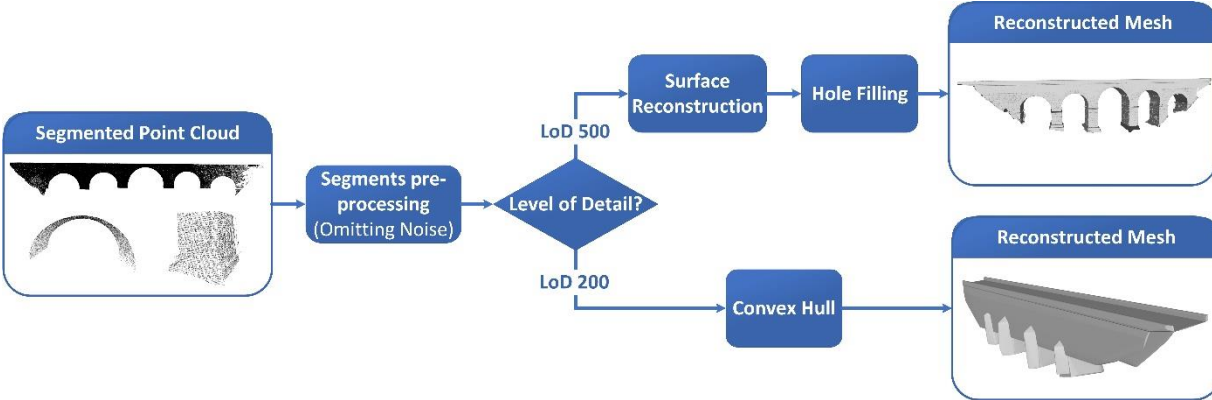 Segmented Point Cloud
Segments pre-
processing
(Omitting Noise)
Level of Detail?
LoD 500
Surface
Reconstruction
Hole Filling
Reconstructed Mesh
LoD 200
Convex Hull
Reconstructed Mesh